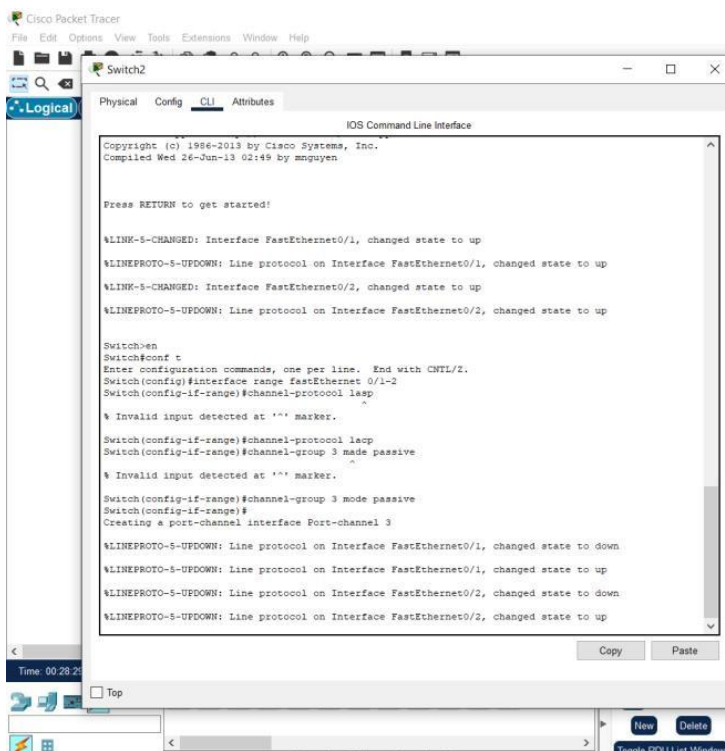 Cisco Packet Tracer
File Edit Options View Tools Extensions Window Help
Switch2
Logical
Physical Config CLI Attributes
IOS Command Line Interface
Copyright (c) 1986-2013 by Cisco Systems, Inc.
Compiled Wed 26-Jun-13 02:49 by mnguyen
Press RETURN to get started!
%LINK-5-CHANGED: Interface FastEthernet0/1, changed state to up
%LINEPROTO-5-UPDOWN: Line protocol on Interface FastEthernet0/1, changed state to up
%LINK-5-CHANGED: Interface FastEthernet0/2, changed state to up
%LINEPROTO-5-UPDOWN: Line protocol on Interface FastEthernet0/2, changed state to up
Switch>en
Switch#conf t
Enter configuration commands, one per line. End with CNTL/Z.
Switch(config)#interface range fastEthernet 0/1-2
Switch(config-if-range)#channel-protocol lasp
^
% Invalid input detected at '^' marker.
Switch(config-if-range)#channel-protocol lacp
Switch(config-if-range)#channel-group 3 made passive
^
% Invalid input detected at '^' marker.
Switch(config-if-range)#channel-group 3 mode passive
Switch(config-if-range)#
Creating a port-channel interface Port-channel 3
%LINEPROTO-5-UPDOWN: Line protocol on Interface FastEthernet0/1, changed state to down
%LINEPROTO-5-UPDOWN: Line protocol on Interface FastEthernet0/1, changed state to up
%LINEPROTO-5-UPDOWN: Line protocol on Interface FastEthernet0/2, changed state to down
%LINEPROTO-5-UPDOWN: Line protocol on Interface FastEthernet0/2, changed state to up
Copy Paste
Time: 00:28:29
Top
New Delete
Toggle PDU List Window